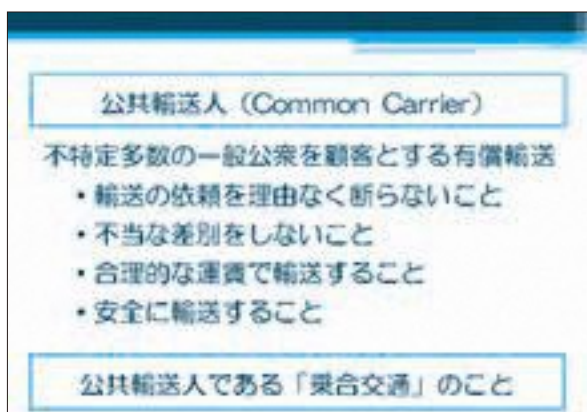 公共輸送人（Common Carrier）
不特定多数の一般公衆を顧客とする有償輸送
・輸送の依頼を理由なく断らないこと
・不当な差別をしないこと
・合理的な運賃で輸送すること
・安全に輸送すること
公共輸送人である「乗合交通」のこと